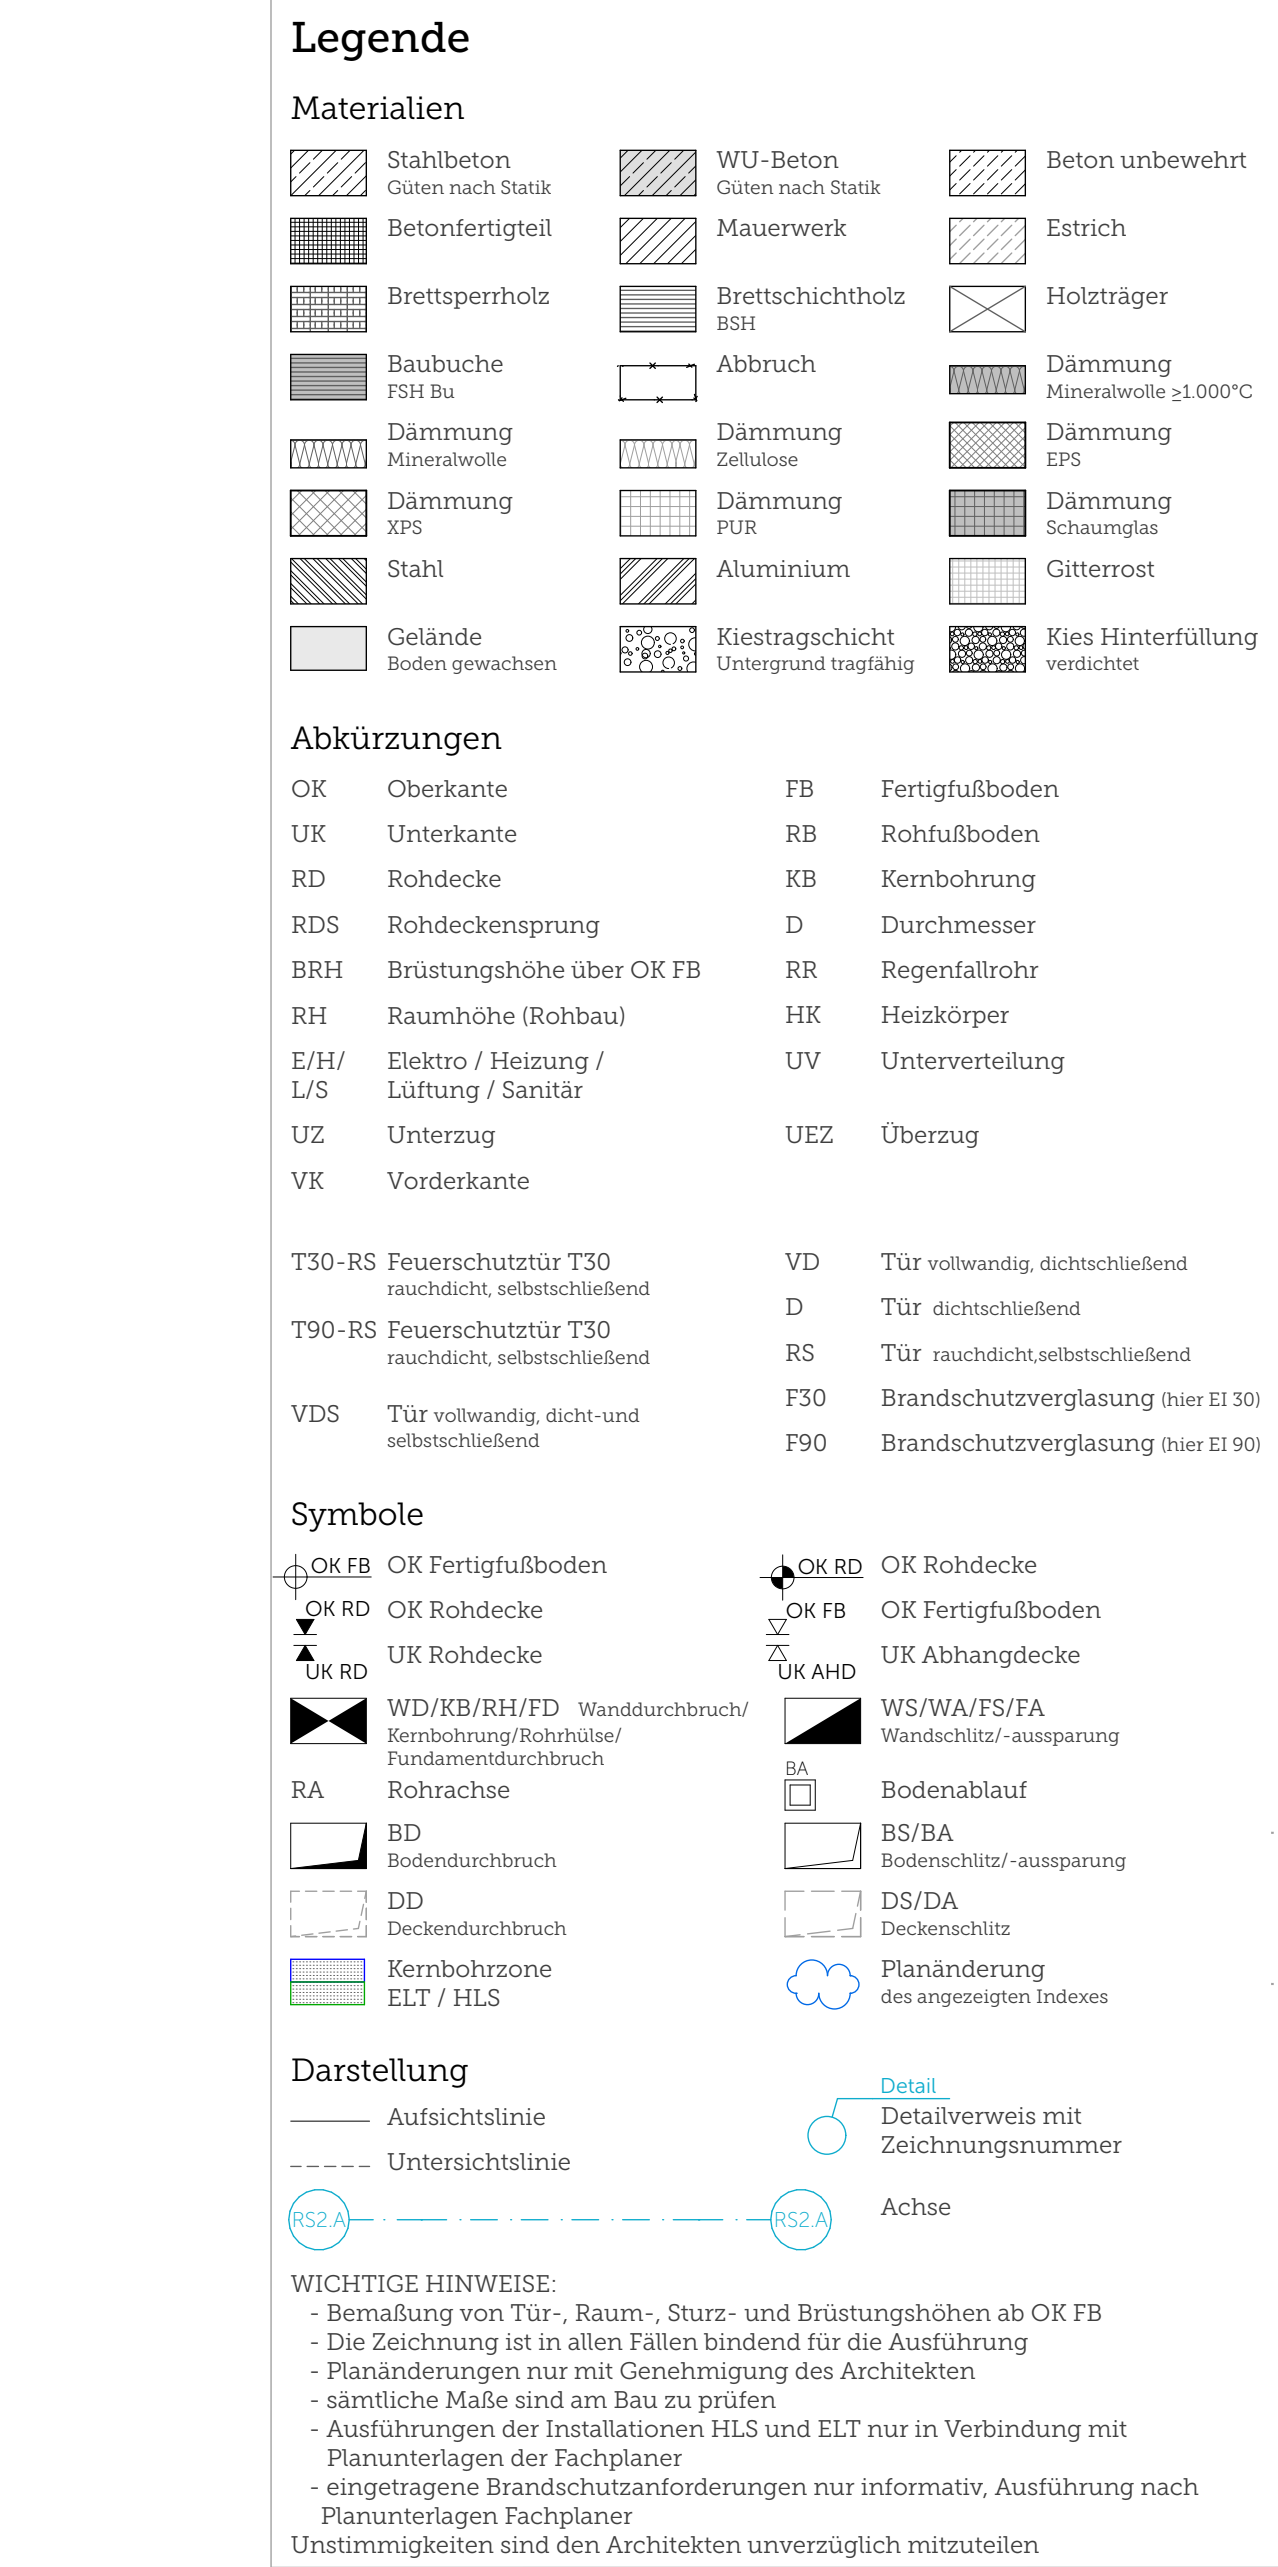 Legende
Materialien
Stahlbeton
Güten nach Statik
WU-Beton
Güten nach Statik
Beton unbewehrt
Betonfertigteil
Mauerwerk
Estrich
Brettsperrholz
Brettschichtholz
BSH
Holzträger
Baubuche
FSH Bu
Abbruch
Dämmung
Mineralwolle ≥1.000°C
Dämmung
Mineralwolle
Dämmung
Zellulose
Dämmung
EPS
Dämmung
XPS
Dämmung
PUR
Dämmung
Schaumglas
Stahl
Aluminium
Gitterrost
Gelände
Boden gewachsen
Kiestragschicht
Untergrund tragfähig
Kies Hinterfüllung
verdichtet
Abkürzungen
OK Oberkante
FB Fertigfußboden
UK Unterkante
RB Rohfußboden
RD Rohdecke
KB Kernbohrung
RDS Rohdeckensprung
D Durchmesser
BRH Brüstungshöhe über OK FB
RR Regenfallrohr
RH Raumhöhe (Rohbau)
HK Heizkörper
E/H/ Elektro / Heizung /
L/S Lüftung / Sanitär
UV Unterverteilung
UZ Unterzug
UEZ Überzug
VK Vorderkante
T30-RS Feuerschutztür T30
rauchdicht, selbstschließend
T90-RS Feuerschutztür T30
rauchdicht, selbstschließend
VDS Tür vollwandig, dicht-und
selbstschließend
VD Tür vollwandig, dichtschließend
D Tür dichtschließend
RS Tür rauchdicht,selbstschließend
F30 Brandschutzverglasung (hier EI 30)
F90 Brandschutzverglasung (hier EI 90)
Symbole
OK FB OK Fertigfußboden
OK RD OK Rohdecke
OK RD OK Rohdecke
OK FB OK Fertigfußboden
UK RD UK Rohdecke
UK AHD UK Abhangdecke
WD/KB/RH/FD Wanddurchbruch/
Kernbohrung/Rohrhülse/
Fundamentdurchbruch
WS/WA/FS/FA
Wandschlitz/-aussparung
RA Rohrachse
BA
Bodenablauf
BD
Bodendurchbruch
BS/BA
Bodenschlitz/-aussparung
DD
Deckendurchbruch
DS/DA
Deckenschlitz
Kernbohrzone
ELT / HLS
Planänderung
des angezeigten Indexes
Darstellung
Aufsichtslinie
Untersichtslinie
Detail
Detailverweis mit
Zeichnungsnummer
RS2.A RS2.A Achse
WICHTIGE HINWEISE:
- Bemaßung von Tür-, Raum-, Sturz- und Brüstungshöhen ab OK FB
- Die Zeichnung ist in allen Fällen bindend für die Ausführung
- Planänderungen nur mit Genehmigung des Architekten
- sämtliche Maße sind am Bau zu prüfen
- Ausführungen der Installationen HLS und ELT nur in Verbindung mit
Planunterlagen der Fachplaner
- eingetragene Brandschutzanforderungen nur informativ, Ausführung nach
Planunterlagen Fachplaner
Unstimmigkeiten sind den Architekten unverzüglich mitzuteilen